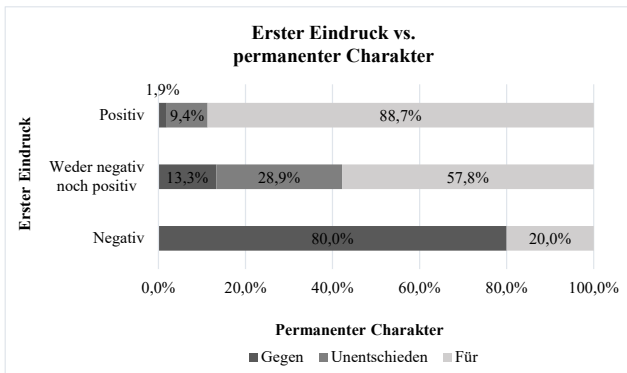 Erster Eindruck vs.
permanenter Charakter
Erster Eindruck
1,9%
Positiv
9,4%
88,7%
Weder negativ
noch positiv
13,3%
28,9%
57,8%
Negativ
80,0%
20,0%
0,0%
20,0%
40,0%
60,0%
80,0%
100,0%
Permanenter Charakter
Gegen
Unentschieden
Für